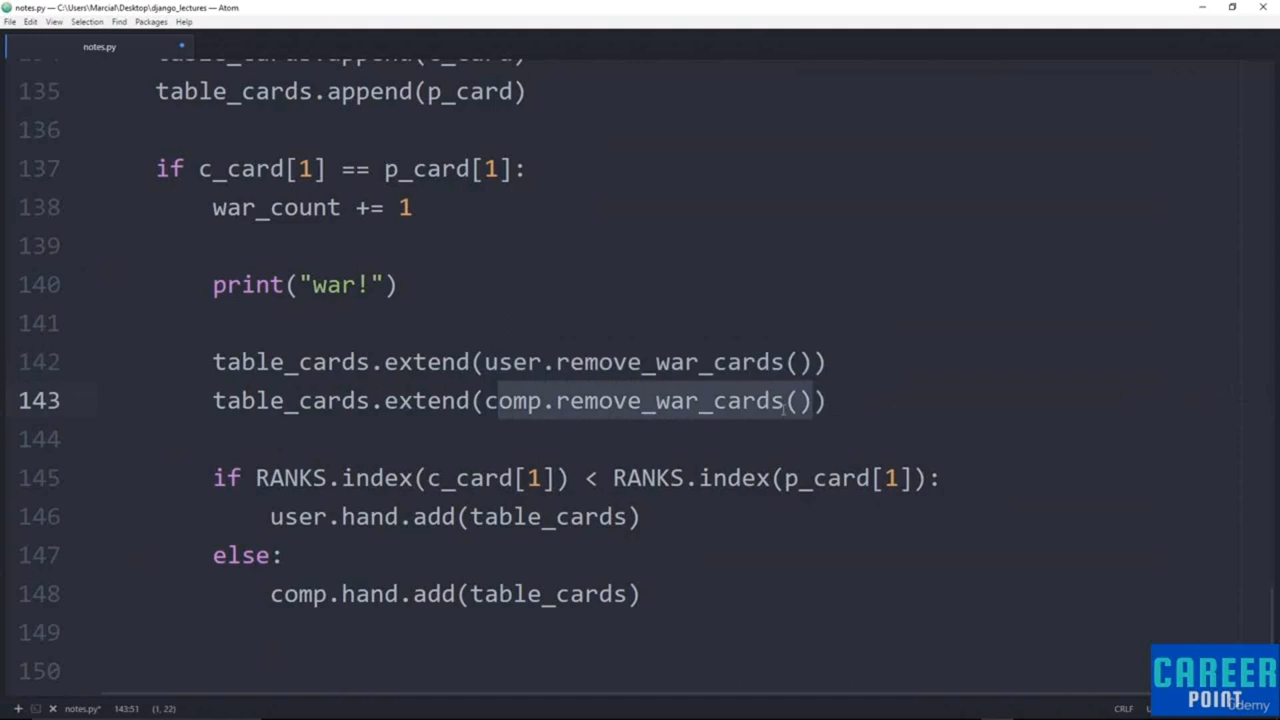 notes.py — C:\Users\Marcial\Desktop\django_lectures — Atom
File Edit View Selection Find Packages Help
notes.py
135 table_cards.append(p_card)
136
137 if c_card[1] == p_card[1]:
138 war_count += 1
139
140 print("war!")
141
142 table_cards.extend(user.remove_war_cards())
143 table_cards.extend(comp.remove_war_cards())
144
145 if RANKS.index(c_card[1]) < RANKS.index(p_card[1]):
146 user.hand.add(table_cards)
147 else:
148 comp.hand.add(table_cards)
149
150
CAREER
POINT
Udemy
notes.py* 143:51 (1, 22) CRLF